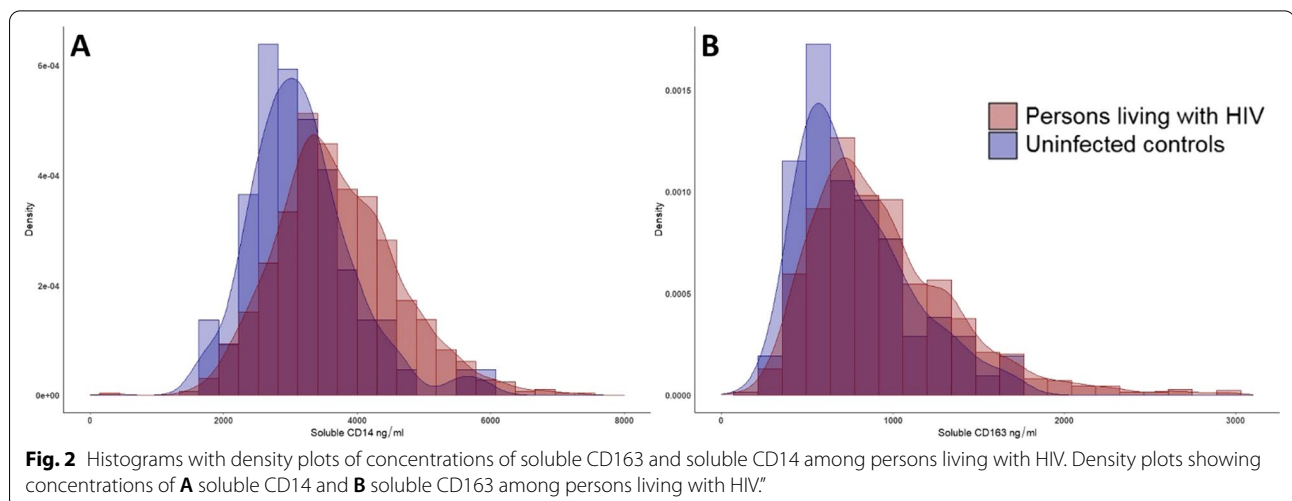 A
6e-04
4e-04
2e-04
0e+00
Density
0
2000
4000
6000
8000
Soluble CD14 ng/ml
B
0.0015
0.0010
0.0005
0.0000
Density
0
1000
2000
3000
Soluble CD163 ng/ml
Persons living with HIV
Uninfected controls
Fig. 2 Histograms with density plots of concentrations of soluble CD163 and soluble CD14 among persons living with HIV. Density plots showing
concentrations of A soluble CD14 and B soluble CD163 among persons living with HIV."